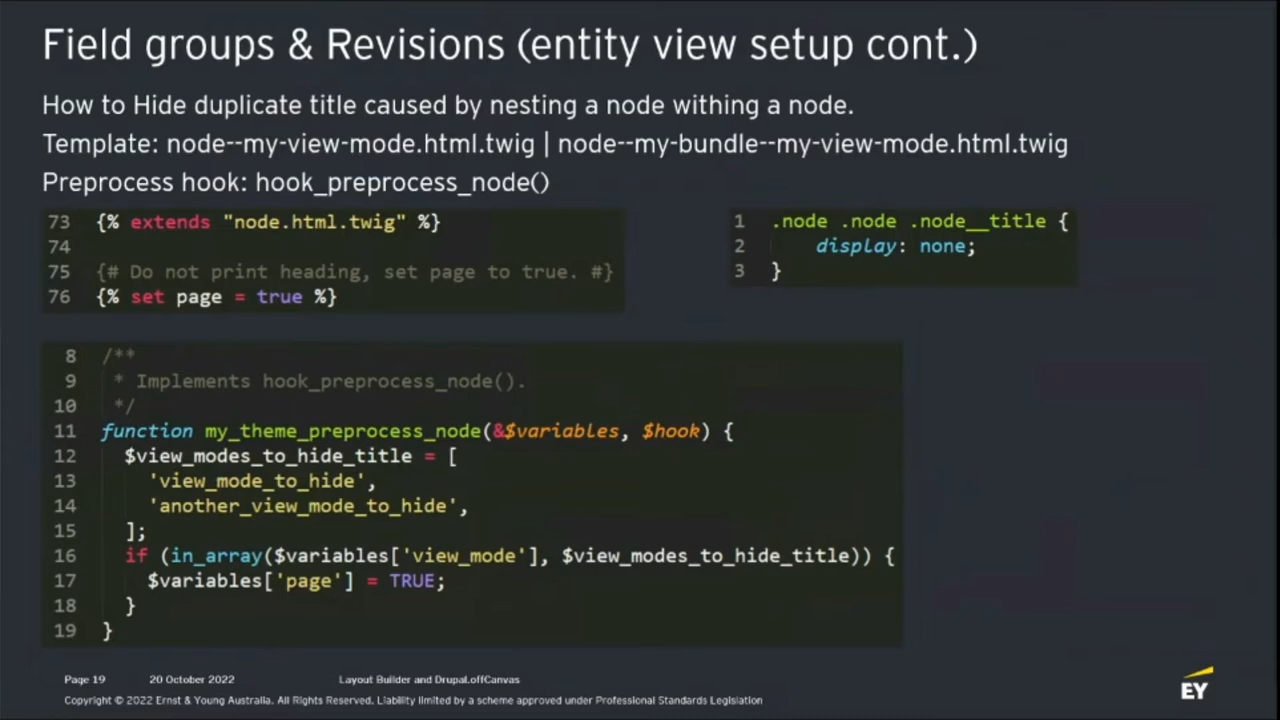 Field groups & Revisions (entity view setup cont.)
How to Hide duplicate title caused by nesting a node withing a node.
Template: node--my-view-mode.html.twig | node--my-bundle--my-view-mode.html.twig
Preprocess hook: hook_preprocess_node()
73 {% extends "node.html.twig" %}
74
75 {# Do not print heading, set page to true. #}
76 {% set page = true %}
1 .node .node .node__title {
2 display: none;
3 }
8 /**
9 * Implements hook_preprocess_node().
10 */
11 function my_theme_preprocess_node(&$variables, $hook) {
12 $view_modes_to_hide_title = [
13 'view_mode_to_hide',
14 'another_view_mode_to_hide',
15 ];
16 if (in_array($variables['view_mode'], $view_modes_to_hide_title)) {
17 $variables['page'] = TRUE;
18 }
19 }
Page 19 20 October 2022 Layout Builder and Drupal.offCanvas
Copyright © 2022 Ernst & Young Australia. All Rights Reserved. Liability limited by a scheme approved under Professional Standards Legislation
EY